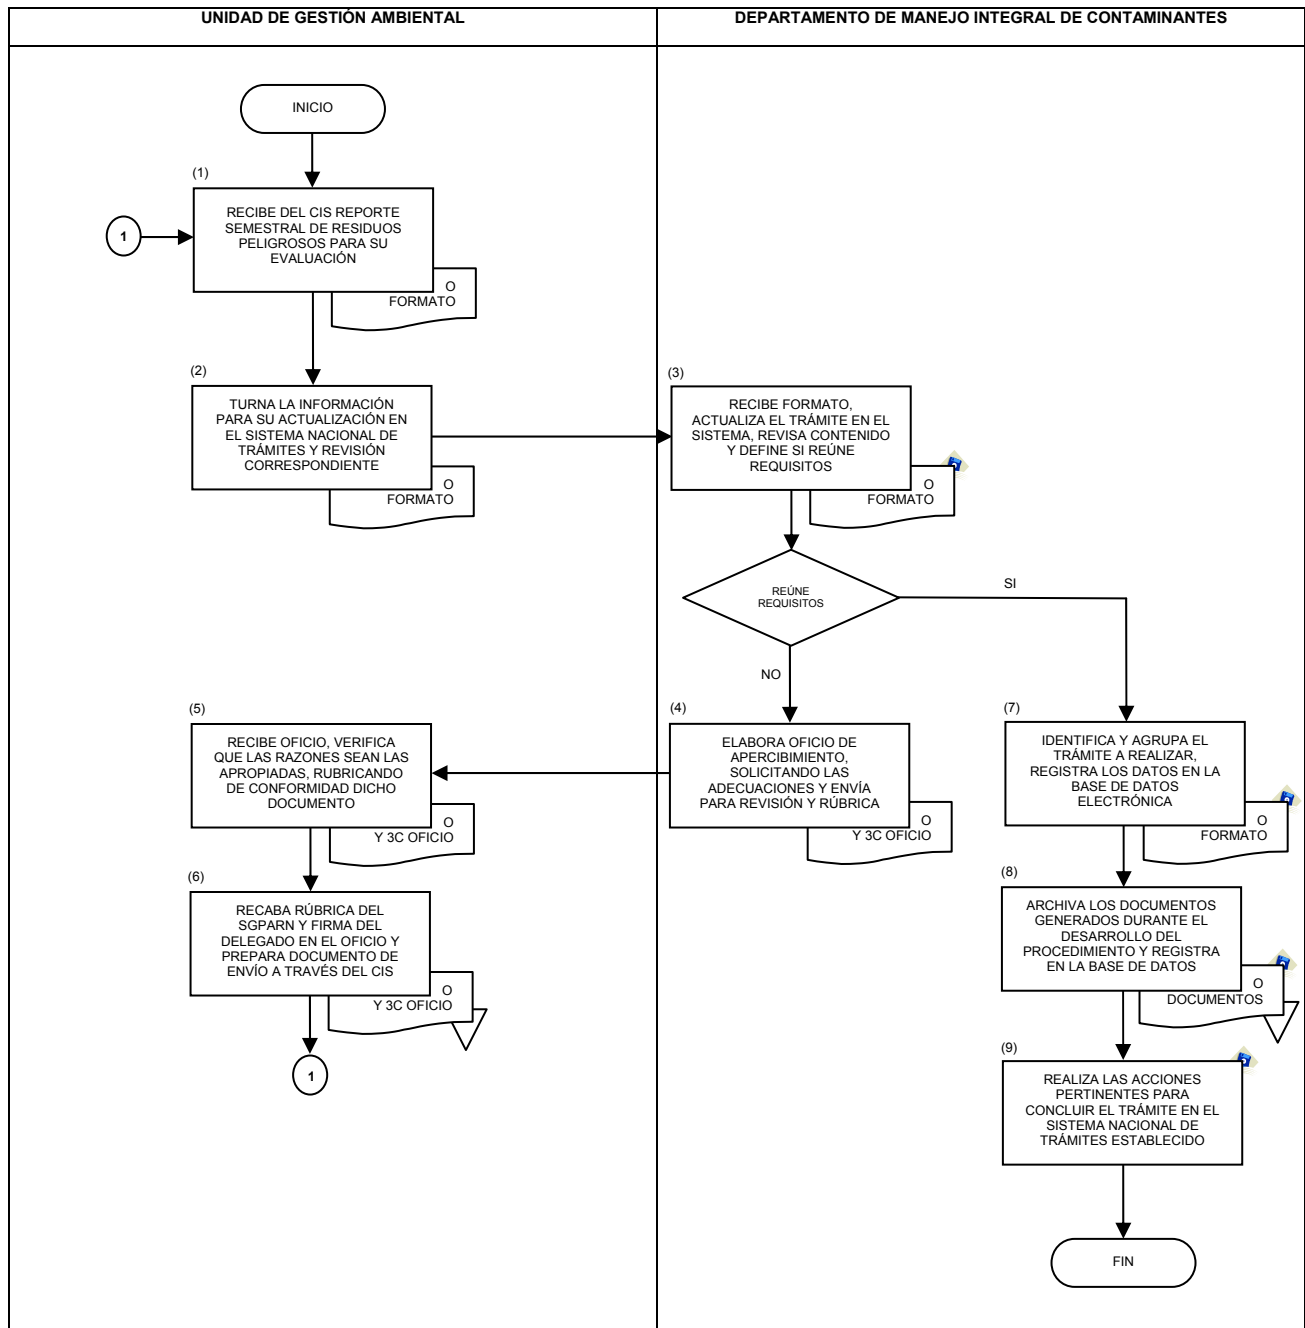 UNIDAD DE GESTIÓN AMBIENTAL
DEPARTAMENTO DE MANEJO INTEGRAL DE CONTAMINANTES
INICIO
(1)
RECIBE DEL CIS REPORTE
SEMESTRAL DE RESIDUOS
PELIGROSOS PARA SU
EVALUACIÓN
1
O
FORMATO
(2)
TURNA LA INFORMACIÓN
PARA SU ACTUALIZACIÓN EN
EL SISTEMA NACIONAL DE
TRÁMITES Y REVISIÓN
CORRESPONDIENTE
O
FORMATO
(3)
RECIBE FORMATO,
ACTUALIZA EL TRÁMITE EN EL
SISTEMA, REVISA CONTENIDO
Y DEFINE SI REÚNE
REQUISITOS
O
FORMATO
REÚNE
REQUISITOS
SI
NO
(4)
ELABORA OFICIO DE
APERCIBIMIENTO,
SOLICITANDO LAS
ADECUACIONES Y ENVÍA
PARA REVISIÓN Y RÚBRICA
O
Y 3C OFICIO
(5)
RECIBE OFICIO, VERIFICA
QUE LAS RAZONES SEAN LAS
APROPIADAS, RUBRICANDO
DE CONFORMIDAD DICHO
DOCUMENTO
O
Y 3C OFICIO
(6)
RECABA RÚBRICA DEL
SGPARN Y FIRMA DEL
DELEGADO EN EL OFICIO Y
PREPARA DOCUMENTO DE
ENVÍO A TRAVÉS DEL CIS
O
Y 3C OFICIO
1
(7)
IDENTIFICA Y AGRUPA EL
TRÁMITE A REALIZAR,
REGISTRA LOS DATOS EN LA
BASE DE DATOS
ELECTRÓNICA
O
FORMATO
(8)
ARCHIVA LOS DOCUMENTOS
GENERADOS DURANTE EL
DESARROLLO DEL
PROCEDIMIENTO Y REGISTRA
EN LA BASE DE DATOS
O
DOCUMENTOS
(9)
REALIZA LAS ACCIONES
PERTINENTES PARA
CONCLUIR EL TRÁMITE EN EL
SISTEMA NACIONAL DE
TRÁMITES ESTABLECIDO
FIN